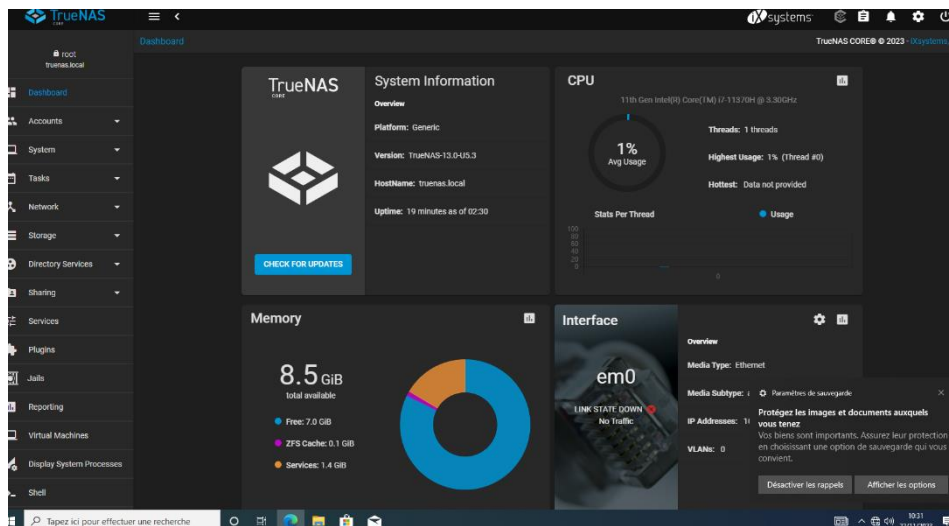 TrueNAS
CORE
iXsystems
root
truenas.local
Dashboard
TrueNAS CORE® © 2023 - iXsystems,
Dashboard
Accounts
System
Tasks
Network
Storage
Directory Services
Sharing
Services
Plugins
Jails
Reporting
Virtual Machines
Display System Processes
Shell
TrueNAS
CORE
CHECK FOR UPDATES
System Information
Overview
Platform: Generic
Version: TrueNAS-13.0-U5.3
HostName: truenas.local
Uptime: 19 minutes as of 02:30
CPU
11th Gen Intel(R) Core(TM) i7-11370H @ 3.30GHz
1%
Avg Usage
Threads: 1 threads
Highest Usage: 1% (Thread #0)
Hottest: Data not provided
Stats Per Thread
Usage
100
80
60
40
20
0
0
Memory
8.5 GiB
total available
Free: 7.0 GiB
ZFS Cache: 0.1 GiB
Services: 1.4 GiB
Interface
em0
LINK STATE DOWN
No Traffic
Overview
Media Type: Ethernet
Media Subtype:
IP Addresses:
VLANs: 0
Paramètres de sauvegarde
Protégez les images et documents auxquels
vous tenez
Vos biens sont importants. Assurez leur protection
en choisissant une option de sauvegarde qui vous
convient.
Désactiver les rappels
Afficher les options
Tapez ici pour effectuer une recherche
10:31